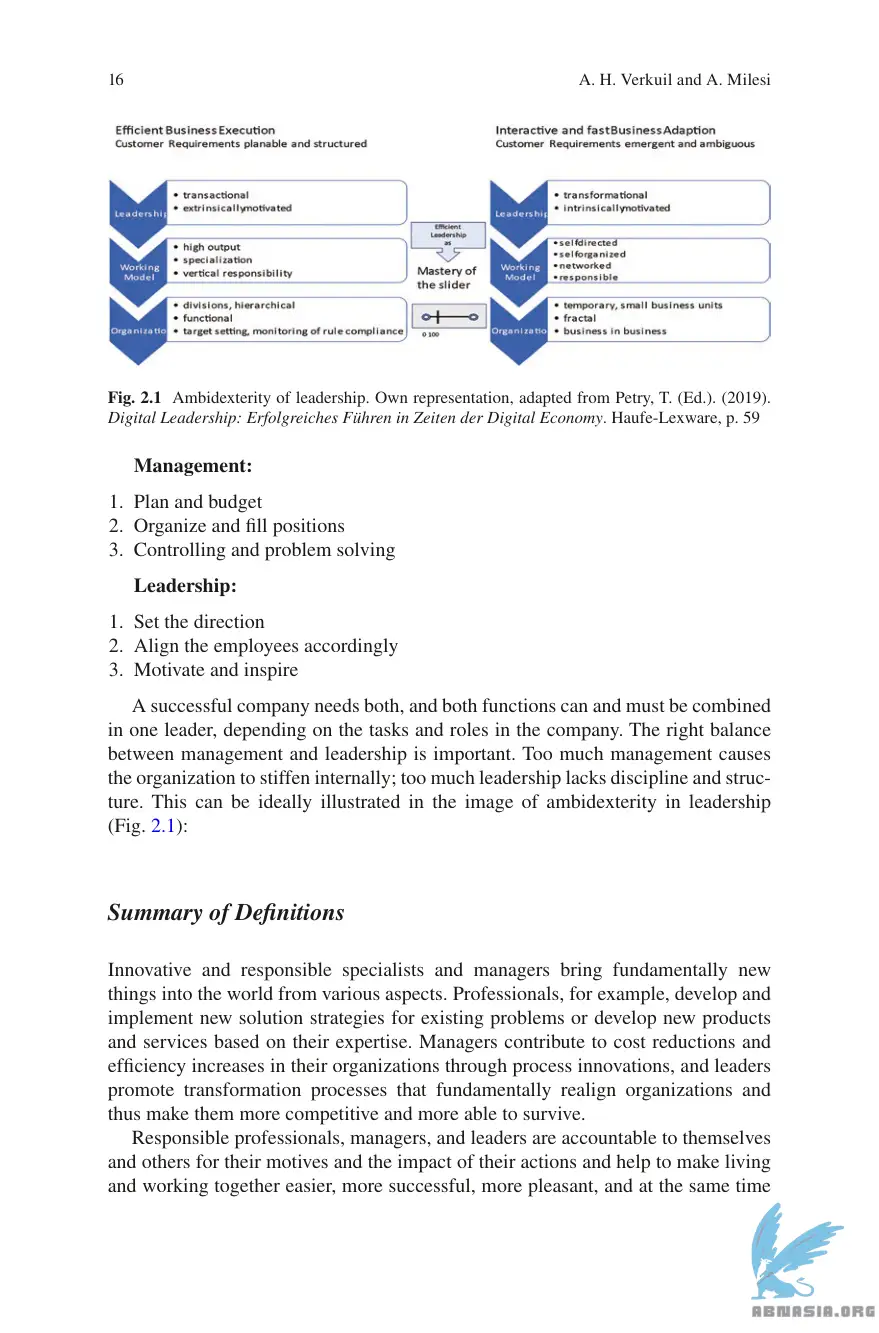 16
A. H. Verkuil and A. Milesi
Efficient Business Execution
Customer Requirements planable and structured
Leadership
• transactional
• extrinsicallymotivated
Working
Model
• high output
• specialization
• vertical responsibility
Organizatio
• divisions, hierarchical
• functional
• target setting, monitoring of rule compliance
Efficient
Leadership
as
Mastery of
the slider
0 100
Interactive and fastBusinessAdaption
Customer Requirements emergent and ambiguous
Leadership
• transformational
• intrinsicallymotivated
Working
Model
• selfdirected
• selforganized
• networked
• responsible
Organizatio
• temporary, small business units
• fractal
• business in business
Fig. 2.1 Ambidexterity of leadership. Own representation, adapted from Petry, T. (Ed.). (2019).
Digital Leadership: Erfolgreiches Führen in Zeiten der Digital Economy. Haufe-Lexware, p. 59
Management:
1. Plan and budget
2. Organize and fill positions
3. Controlling and problem solving
Leadership:
1. Set the direction
2. Align the employees accordingly
3. Motivate and inspire
A successful company needs both, and both functions can and must be combined
in one leader, depending on the tasks and roles in the company. The right balance
between management and leadership is important. Too much management causes
the organization to stiffen internally; too much leadership lacks discipline and struc-
ture. This can be ideally illustrated in the image of ambidexterity in leadership
(Fig. 2.1):
Summary of Definitions
Innovative and responsible specialists and managers bring fundamentally new
things into the world from various aspects. Professionals, for example, develop and
implement new solution strategies for existing problems or develop new products
and services based on their expertise. Managers contribute to cost reductions and
efficiency increases in their organizations through process innovations, and leaders
promote transformation processes that fundamentally realign organizations and
thus make them more competitive and more able to survive.
Responsible professionals, managers, and leaders are accountable to themselves
and others for their motives and the impact of their actions and help to make living
and working together easier, more successful, more pleasant, and at the same time
ABNASIA.ORG